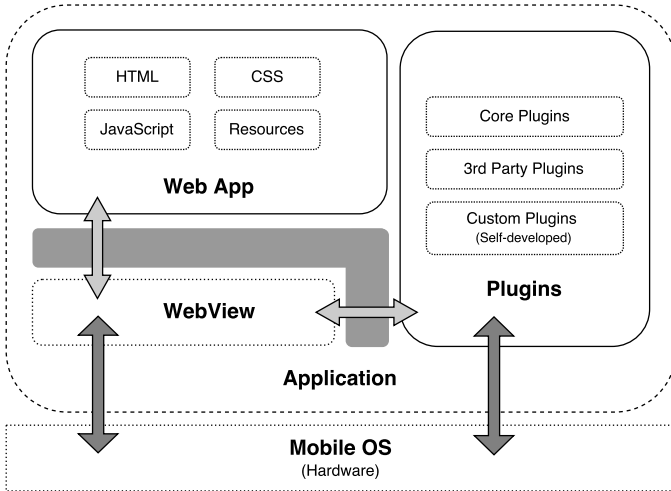 HTML
CSS
JavaScript
Resources
Web App
Core Plugins
3rd Party Plugins
Custom Plugins
(Self-developed)
Plugins
WebView
Application
Mobile OS
(Hardware)